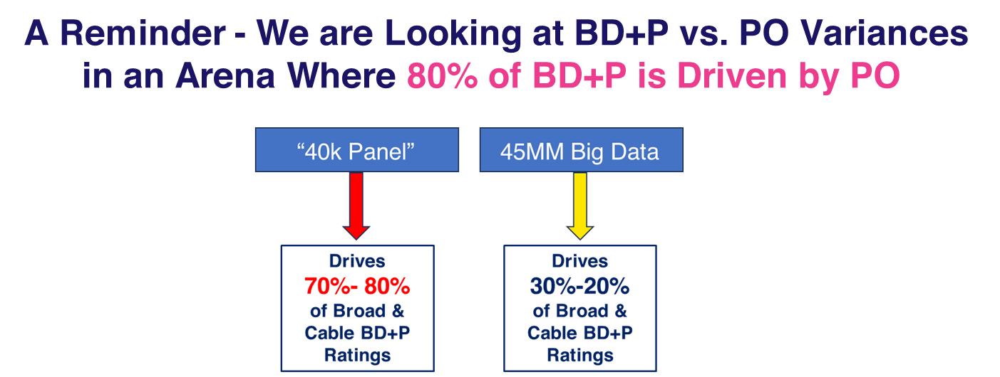 A Reminder - We are Looking at BD+P vs. PO Variances
in an Arena Where 80% of BD+P is Driven by PO
“40k Panel”
45MM Big Data
Drives
70%- 80%
of Broad &
Cable BD+P
Ratings
Drives
30%-20%
of Broad &
Cable BD+P
Ratings